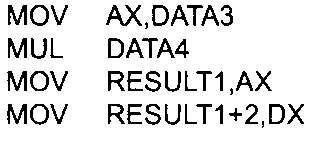 MOV AX,DATA3
MUL DATA4
MOV RESULT1,AX
MOV RESULT1+2,DX